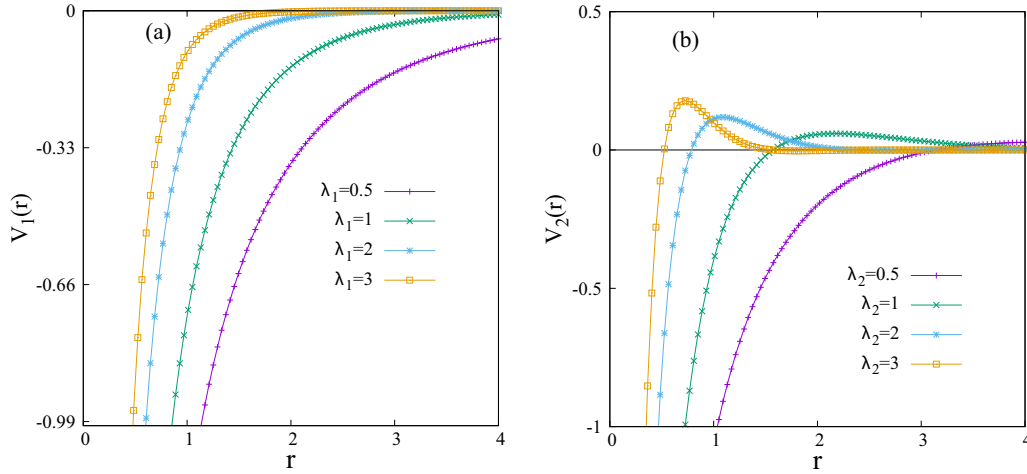 (a)
V1(r)
0
-0.33
-0.66
-0.99
λ1=0.5
λ1=1
λ1=2
λ1=3
0 1 2 3 4
r
(b)
V2(r)
0.5
0
-0.5
-1
λ2=0.5
λ2=1
λ2=2
λ2=3
0 1 2 3 4
r